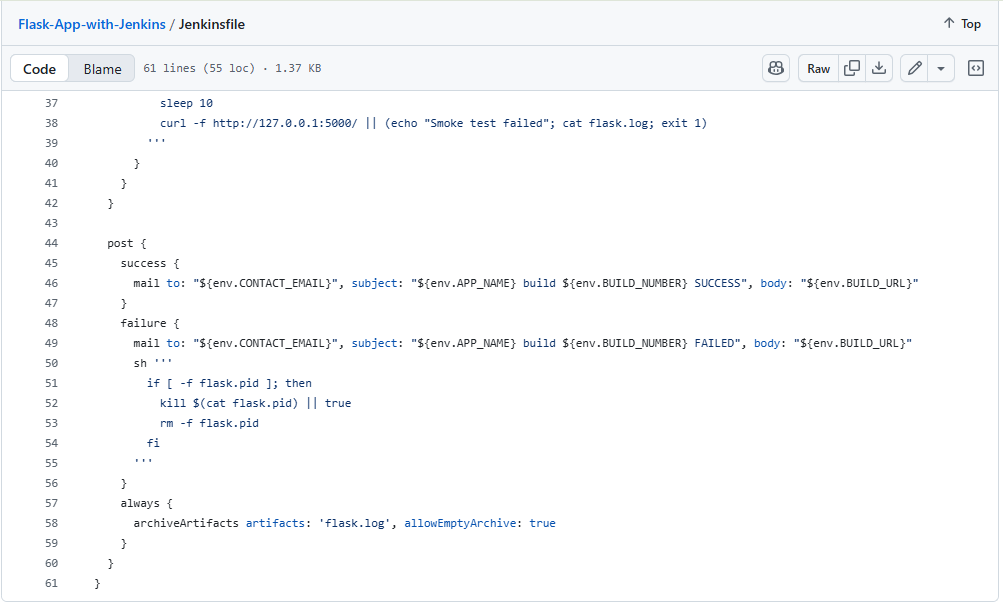 Flask-App-with-Jenkins / Jenkinsfile
Top
Code Blame 61 lines (55 loc) · 1.37 KB
Raw
37 sleep 10
38 curl -f http://127.0.0.1:5000/ || (echo "Smoke test failed"; cat flask.log; exit 1)
39 '''
40 }
41 }
42 }
43
44 post {
45 success {
46 mail to: "${env.CONTACT_EMAIL}", subject: "${env.APP_NAME} build ${env.BUILD_NUMBER} SUCCESS", body: "${env.BUILD_URL}"
47 }
48 failure {
49 mail to: "${env.CONTACT_EMAIL}", subject: "${env.APP_NAME} build ${env.BUILD_NUMBER} FAILED", body: "${env.BUILD_URL}"
50 sh '''
51 if [ -f flask.pid ]; then
52 kill $(cat flask.pid) || true
53 rm -f flask.pid
54 fi
55 '''
56 }
57 always {
58 archiveArtifacts artifacts: 'flask.log', allowEmptyArchive: true
59 }
60 }
61 }